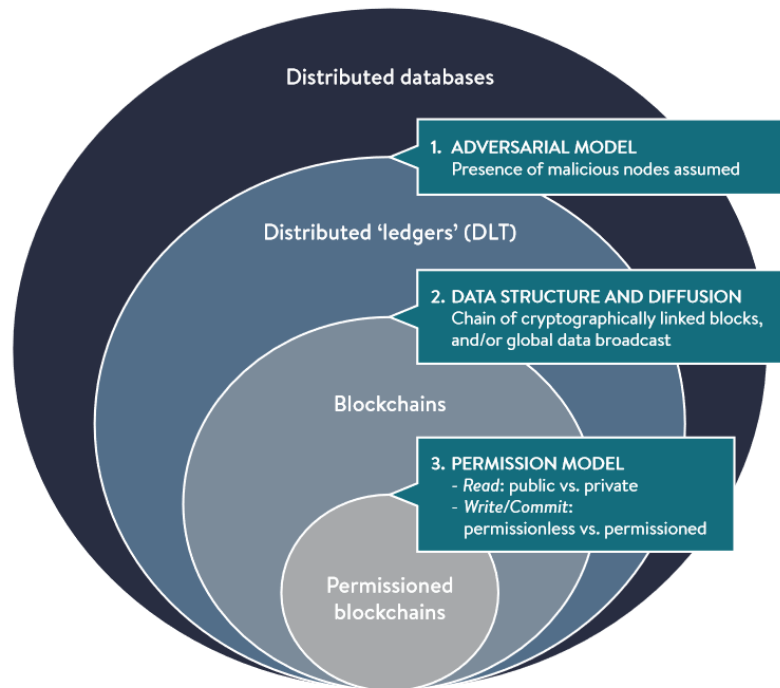 Distributed databases
1. ADVERSARIAL MODEL
Presence of malicious nodes assumed
Distributed ‘ledgers’ (DLT)
2. DATA STRUCTURE AND DIFFUSION
Chain of cryptographically linked blocks,
and/or global data broadcast
Blockchains
3. PERMISSION MODEL
- Read: public vs. private
- Write/Commit:
permissionless vs. permissioned
Permissioned
blockchains